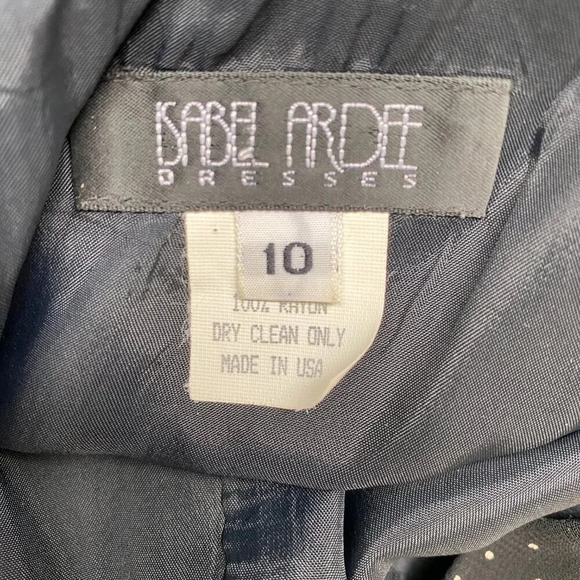 ISABEL ARDEE
DRESSES
10
100% RAYON
DRY CLEAN ONLY
MADE IN USA